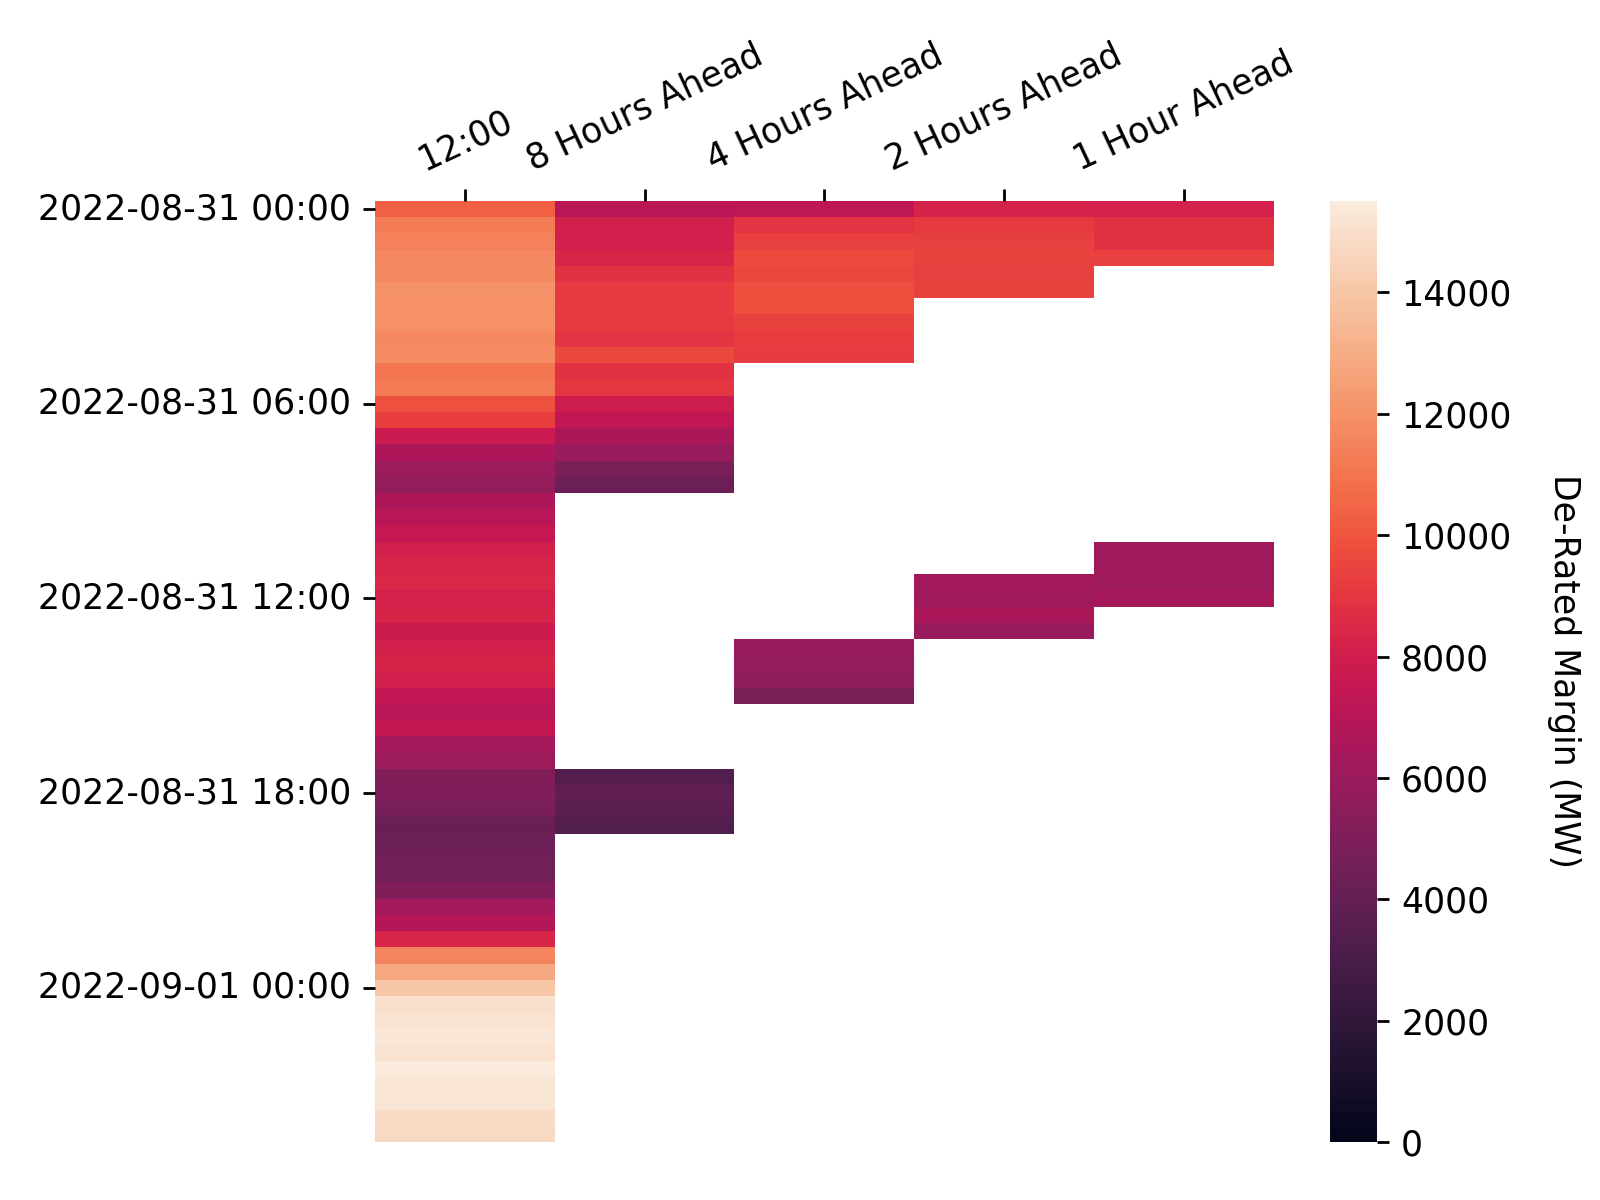 12:00
8 Hours Ahead
4 Hours Ahead
2 Hours Ahead
1 Hour Ahead
2022-08-31 00:00
2022-08-31 06:00
2022-08-31 12:00
2022-08-31 18:00
2022-09-01 00:00
14000
12000
10000
8000
6000
4000
2000
0
De-Rated Margin (MW)